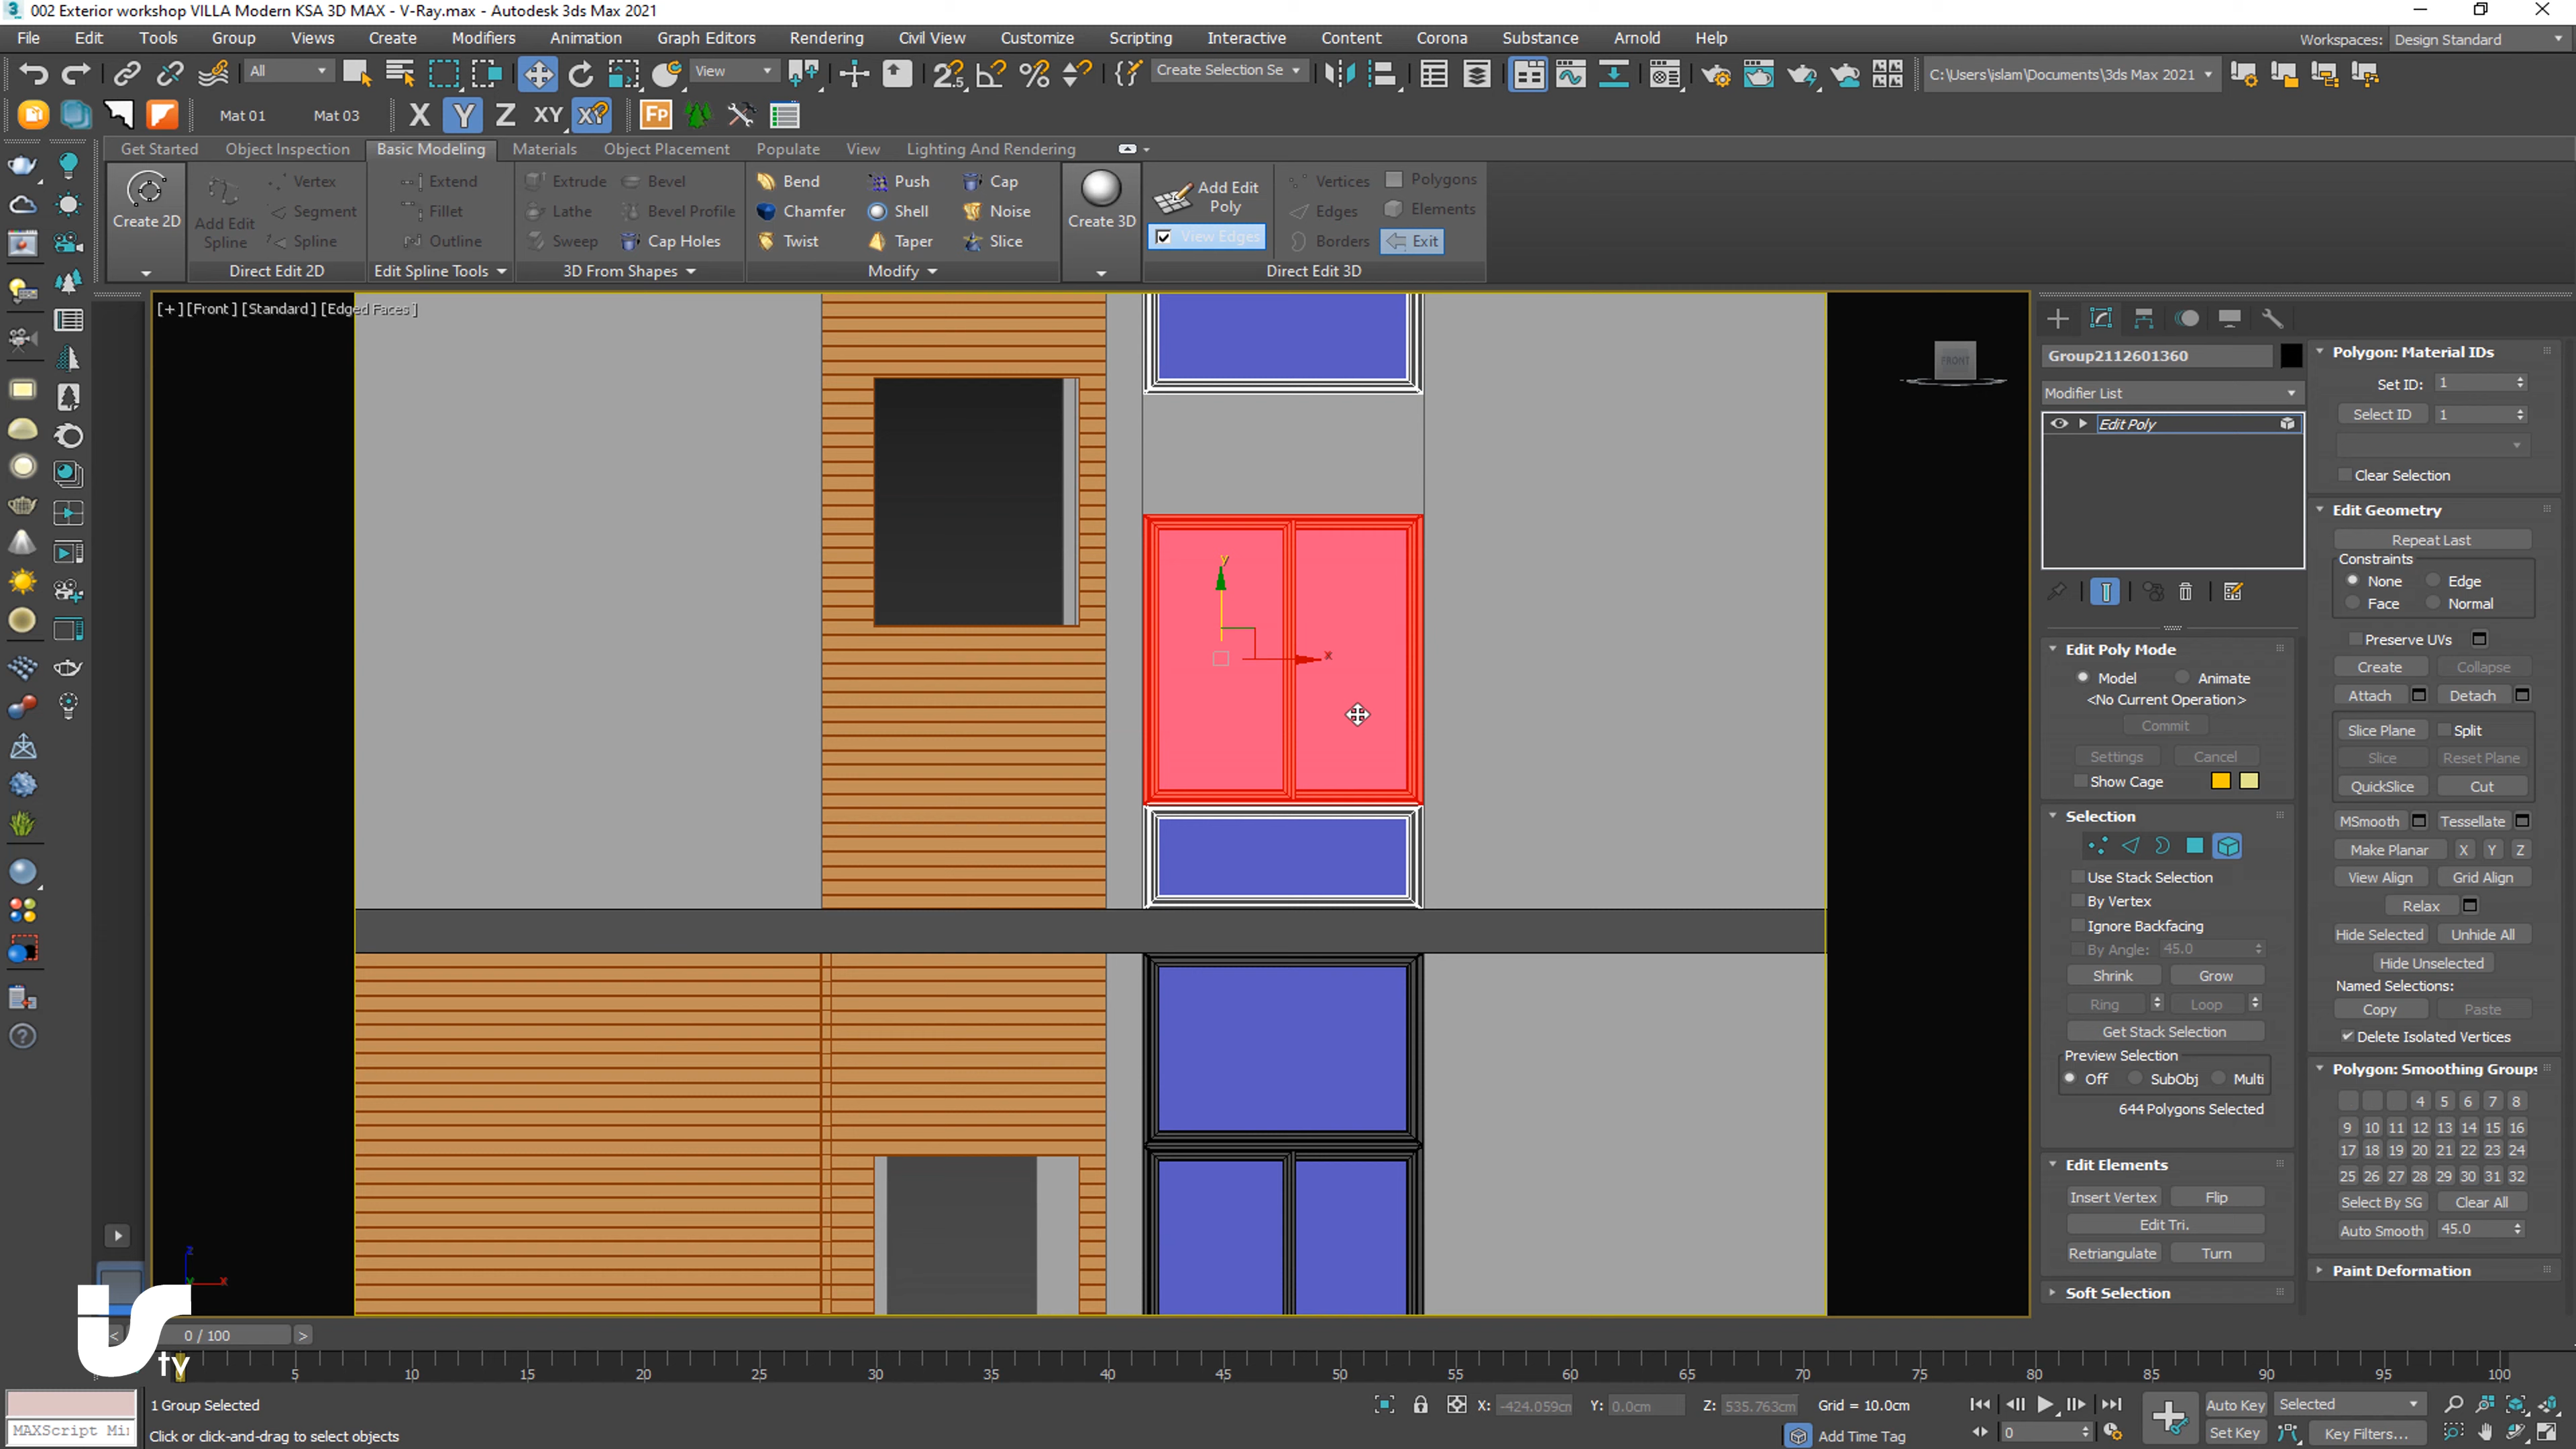 002 Exterior workshop VILLA Modern KSA 3D MAX - V-Ray.max - Autodesk 3ds Max 2021
File Edit Tools Group Views Create Modifiers Animation Graph Editors Rendering Civil View Customize Scripting Interactive Content Corona Substance Arnold Help Workspaces: Design Standard
All View Create Selection Se C:\Users\islam\Documents\3ds Max 2021
Mat 01 Mat 03 X Y Z XY Fp
Get Started Object Inspection Basic Modeling Materials Object Placement Populate View Lighting And Rendering
Create 2D Add Edit Spline Vertex Segment Spline Direct Edit 2D
Extend Fillet Outline Edit Spline Tools
Extrude Bevel Lathe Bevel Profile Sweep Cap Holes 3D From Shapes
Bend Push Cap Chamfer Shell Noise Twist Taper Slice Modify
Create 3D Add Edit Poly View Edges Vertices Polygons Edges Elements Borders Exit Direct Edit 3D
[+] [Front] [Standard] [Edged Faces]
FRONT
y
x
Group2112601360
Modifier List
Edit Poly
Edit Poly Mode
Model Animate
<No Current Operation>
Commit
Settings Cancel
Show Cage
Selection
Use Stack Selection
By Vertex
Ignore Backfacing
By Angle: 45.0
Shrink Grow
Ring Loop
Get Stack Selection
Preview Selection
Off SubObj Multi
644 Polygons Selected
Edit Elements
Insert Vertex Flip
Edit Tri.
Retriangulate Turn
Soft Selection
Polygon: Material IDs
Set ID: 1
Select ID 1
Clear Selection
Edit Geometry
Repeat Last
Constraints
None Edge
Face Normal
Preserve UVs
Create Collapse
Attach Detach
Slice Plane Split
Slice Reset Plane
QuickSlice Cut
MSmooth Tessellate
Make Planar X Y Z
View Align Grid Align
Relax
Hide Selected Unhide All
Hide Unselected
Named Selections:
Copy Paste
Delete Isolated Vertices
Polygon: Smoothing Groups
4 5 6 7 8
9 10 11 12 13 14 15 16
17 18 19 20 21 22 23 24
25 26 27 28 29 30 31 32
Select By SG Clear All
Auto Smooth 45.0
Paint Deformation
z
x
ty
< 0 / 100 >
5 10 15 20 25 30 35 40 45 50 55 60 65 70 75 80 85 90 95 100
1 Group Selected X: -424.059cm Y: 0.0cm Z: 535.763cm Grid = 10.0cm Auto Key Selected
MAXScript Mi Click or click-and-drag to select objects Add Time Tag 0 Set Key Key Filters...